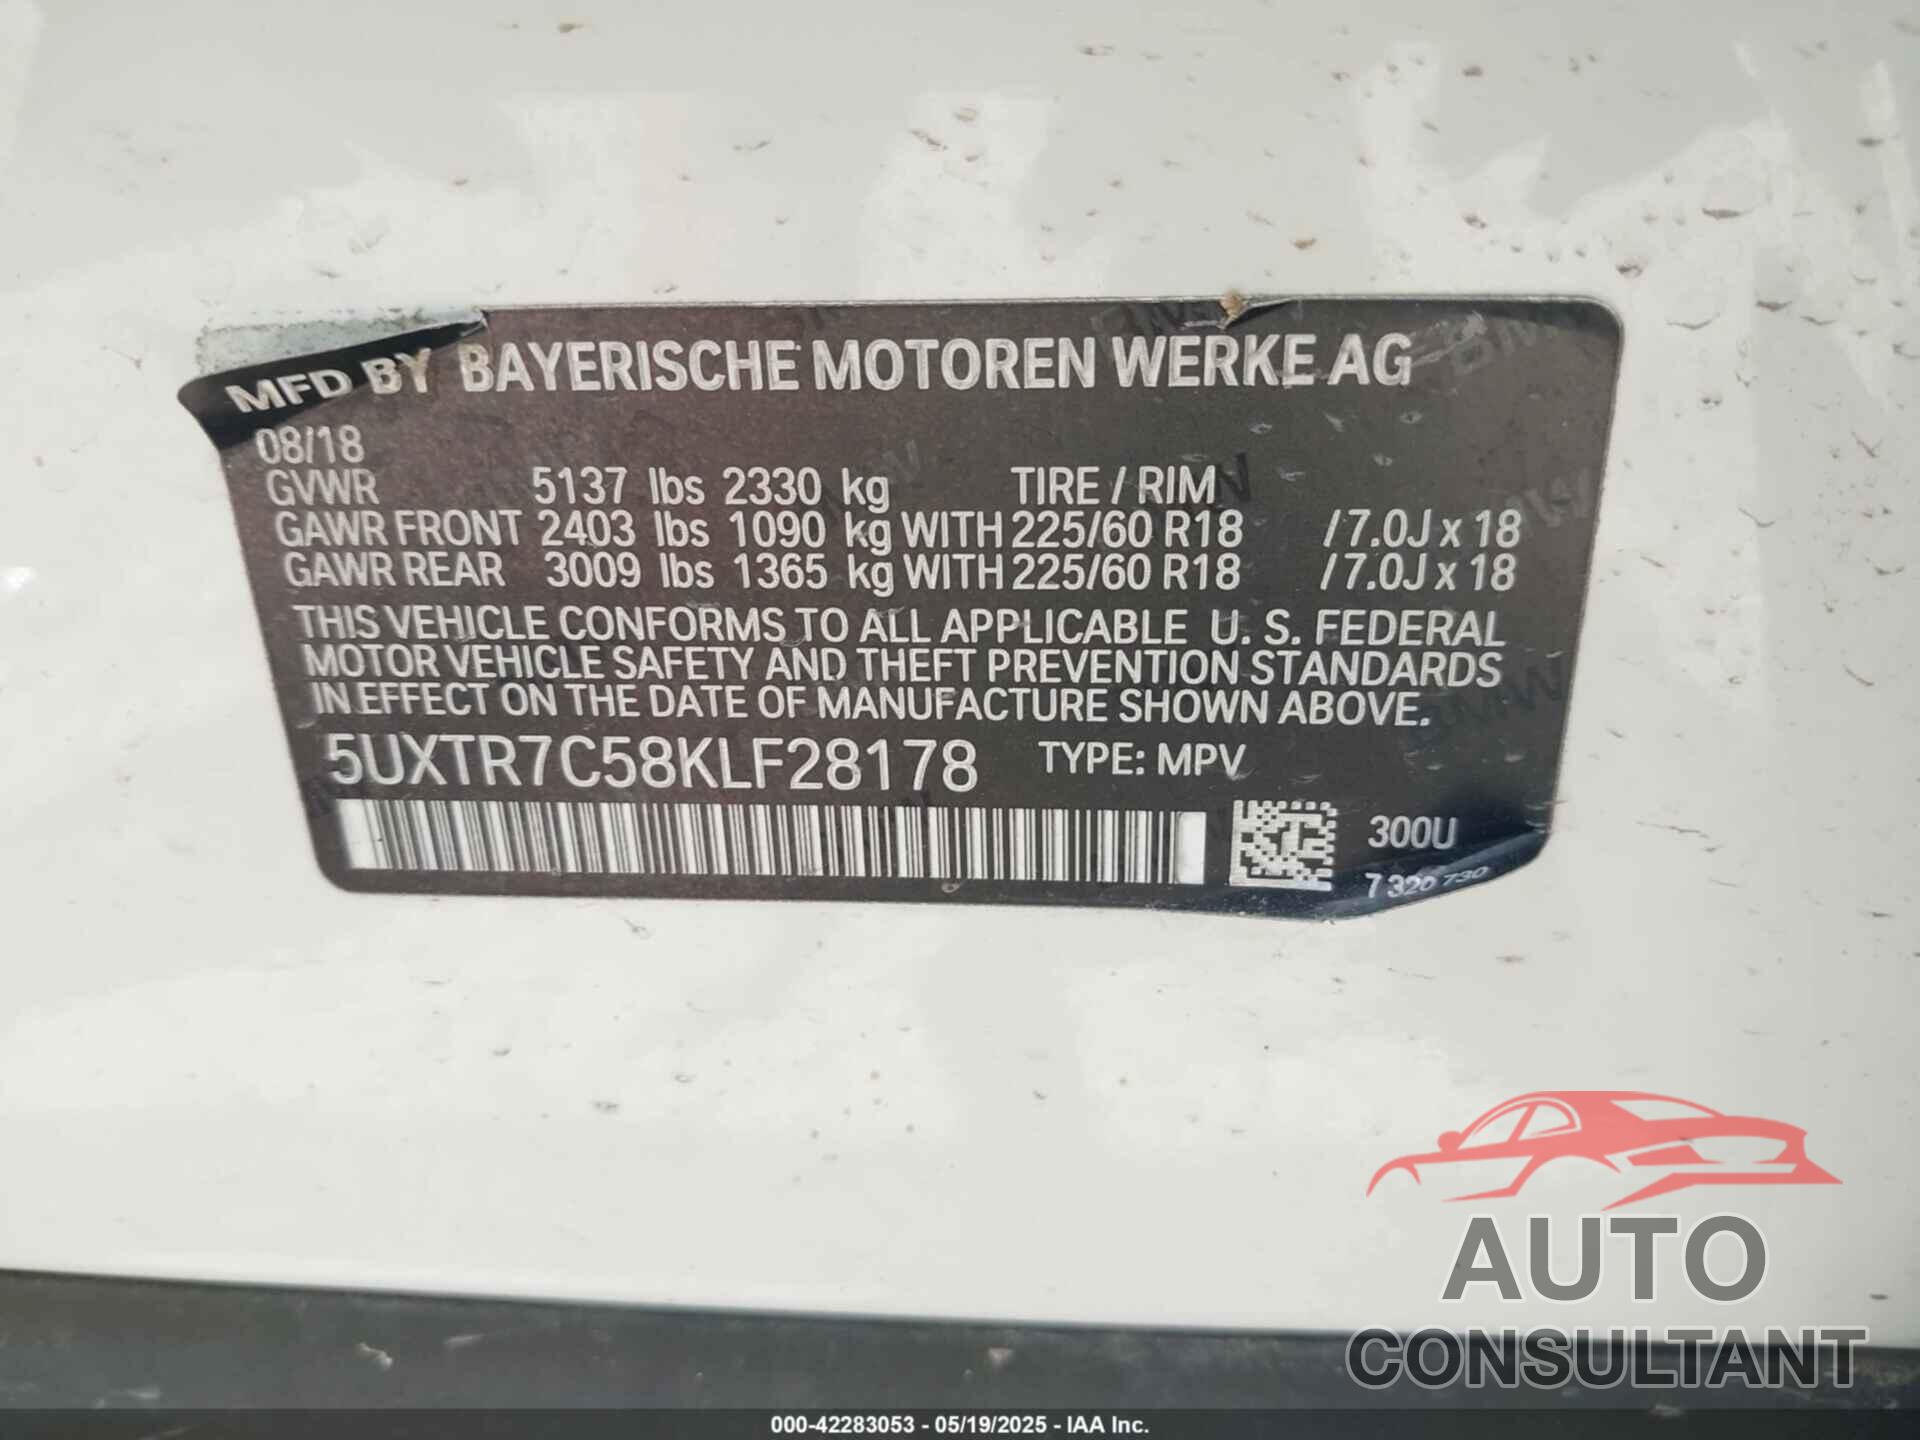 MFD BY BAYERISCHE MOTOREN WERKE AG
08/18
GVWR 5137 lbs 2330 kg TIRE / RIM
GAWR FRONT 2403 lbs 1090 kg WITH 225/60 R18 /7.0J x 18
GAWR REAR 3009 lbs 1365 kg WITH 225/60 R18 /7.0J x 18
THIS VEHICLE CONFORMS TO ALL APPLICABLE U. S. FEDERAL
MOTOR VEHICLE SAFETY AND THEFT PREVENTION STANDARDS
IN EFFECT ON THE DATE OF MANUFACTURE SHOWN ABOVE.
5UXTR7C58KLF28178 TYPE: MPV
300U
7 320 730
AUTO
CONSULTANT
000-42283053 - 05/19/2025 - IAA Inc.